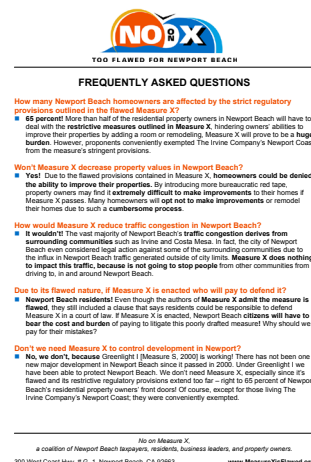 NO ON X
TOO FLAWED FOR NEWPORT BEACH
FREQUENTLY ASKED QUESTIONS
How many Newport Beach homeowners are affected by the strict regulatory
provisions outlined in the flawed Measure X?
65 percent! More than half of the residential property owners in Newport Beach will have to
deal with the restrictive measures outlined in Measure X, hindering owners' abilities to
improve their properties by adding a room or remodeling, Measure X will prove to be a huge
burden. However, proponents conveniently exempted The Irvine Company's Newport Coast
from the measure's stringent provisions.
Won't Measure X decrease property values in Newport Beach?
Yes! Due to the flawed provisions contained in Measure X, homeowners could be denied
the ability to improve their properties. By introducing more bureaucratic red tape,
property owners may find it extremely difficult to make improvements to their homes if
Measure X passes. Many homeowners will opt not to make improvements or remodel
their homes due to such a cumbersome process.
How would Measure X reduce traffic congestion in Newport Beach?
It wouldn't! The vast majority of Newport Beach's traffic congestion derives from
surrounding communities such as Irvine and Costa Mesa. In fact, the city of Newport
Beach even considered legal action against some of the surrounding communities due to
the influx in Newport Beach traffic generated outside of city limits. Measure X does nothing
to impact this traffic, because is not going to stop people from other communities from
driving to, in and around Newport Beach.
Due to its flawed nature, if Measure X is enacted who will pay to defend it?
Newport Beach residents! Even though the authors of Measure X admit the measure is
flawed, they still included a clause that says residents could be responsible to defend
Measure X in a court of law. If Measure X is enacted, Newport Beach citizens will have to
bear the cost and burden of paying to litigate this poorly drafted measure! Why should we
pay for their mistakes?
Don't we need Measure X to control development in Newport?
No, we don't, because Greenlight I [Measure S, 2000] is working! There has not been one
new major development in Newport Beach since it passed in 2000. Under Greenlight I we
have been able to protect Newport Beach. We don't need Measure X, especially since it's
flawed and its restrictive regulatory provisions extend too far – right to 65 percent of Newport
Beach's residential property owners' front doors! Of course, except for those living The
Irvine Company's Newport Coast; they were conveniently exempted.
No on Measure X,
a coalition of Newport Beach taxpayers, residents, business leaders, and property owners.
300 West Coast Hwy, # G, 1, Newport Beach, CA 92663 www.MeasureXisFlawed.org